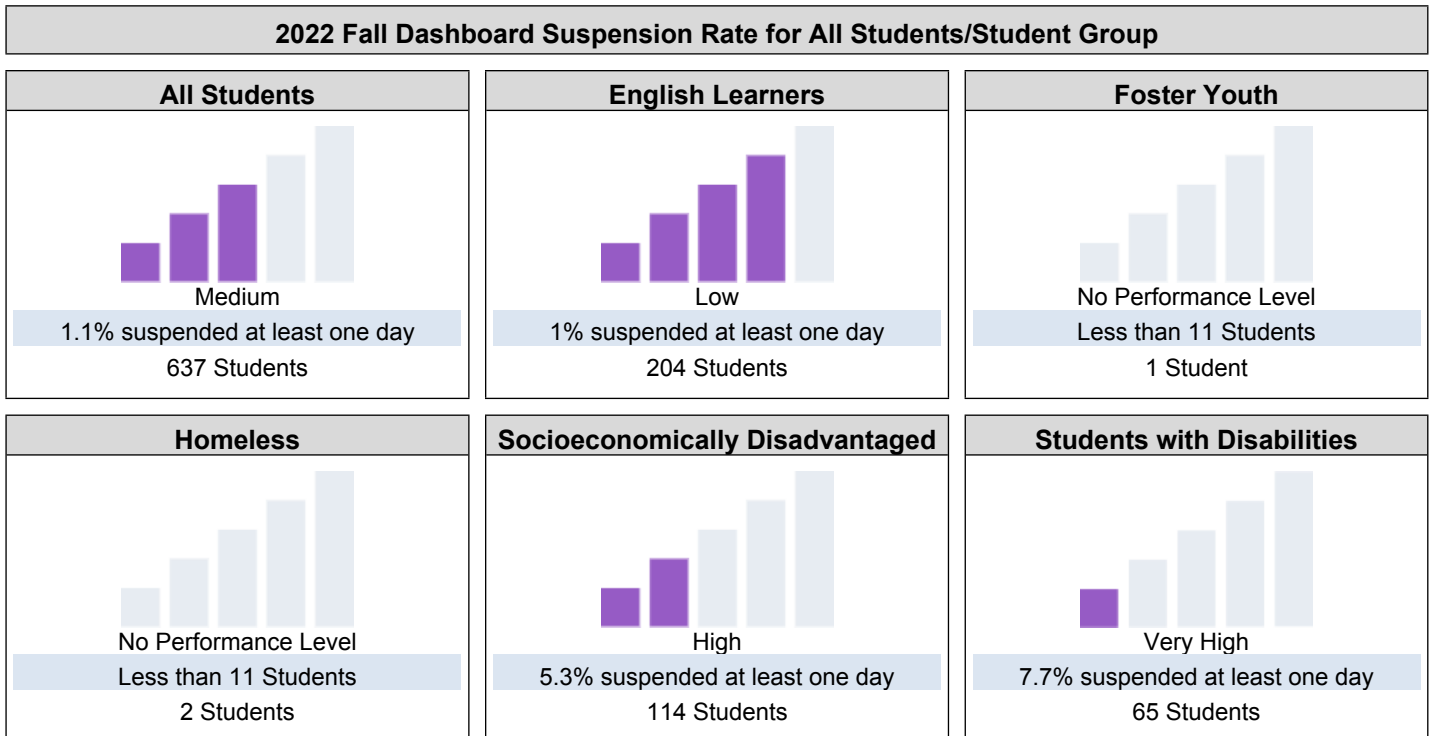 2022 Fall Dashboard Suspension Rate for All Students/Student Group
All Students
Medium
1.1% suspended at least one day
637 Students
English Learners
Low
1% suspended at least one day
204 Students
Foster Youth
No Performance Level
Less than 11 Students
1 Student
Homeless
No Performance Level
Less than 11 Students
2 Students
Socioeconomically Disadvantaged
High
5.3% suspended at least one day
114 Students
Students with Disabilities
Very High
7.7% suspended at least one day
65 Students